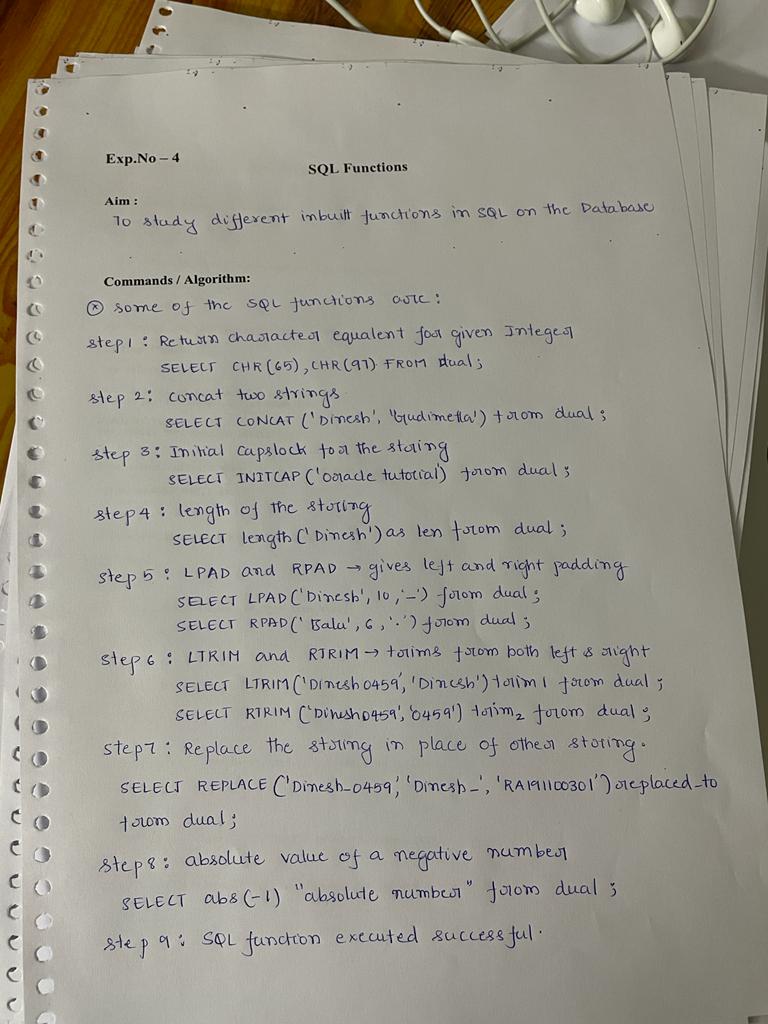 Exp.No – 4
SQL Functions
Aim :
To study different inbuilt functions in SQL on the Database
Commands / Algorithm:
⊗ some of the SQL functions are :
step 1 : Return character equalent for given Integer
SELECT CHR (65), CHR (97) FROM dual ;
step 2 : concat two strings
SELECT CONCAT ('Dinesh', 'Gudimetla') from dual ;
step 3 : Initial capslock for the string
SELECT INITCAP ('Oracle tutorial') from dual ;
step 4 : length of the string
SELECT length ('Dinesh') as len from dual ;
step 5 : LPAD and RPAD → gives left and right padding
SELECT LPAD ('Dinesh', 10, '–') from dual ;
SELECT RPAD (' Balu', 6, '.') from dual ;
step 6 : LTRIM and RTRIM → trims from both left & right
SELECT LTRIM ('Dinesh0459', 'Dinesh') trim1 from dual ;
SELECT RTRIM ('Dinesh0459', '0459') trim2 from dual ;
step 7 : Replace the string in place of other string.
SELECT REPLACE ('Dinesh_0459', 'Dinesh_', 'RA191100301') replaced_to
from dual ;
step 8 : absolute value of a negative number
SELECT abs (-1) "absolute number" from dual ;
step 9 : SQL function executed successful.